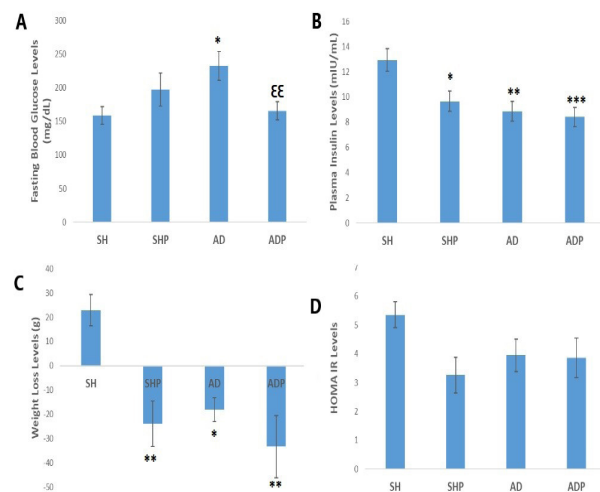 A
Fasting Blood Glucose Levels
(mg/dL)
300
250
200
150
100
50
0
*
ƐƐ
SH SHP AD ADP
B
Plasma Insulin Levels (mIU/mL)
16
14
12
10
8
6
4
2
0
*
**
***
SH SHP AD ADP
C
Weight Loss Levels (g)
40
30
20
10
0
-10
-20
-30
-40
-50
SH SHP AD ADP
**
*
**
D
HOMA IR Levels
7
6
5
4
3
2
1
0
SH SHP AD ADP